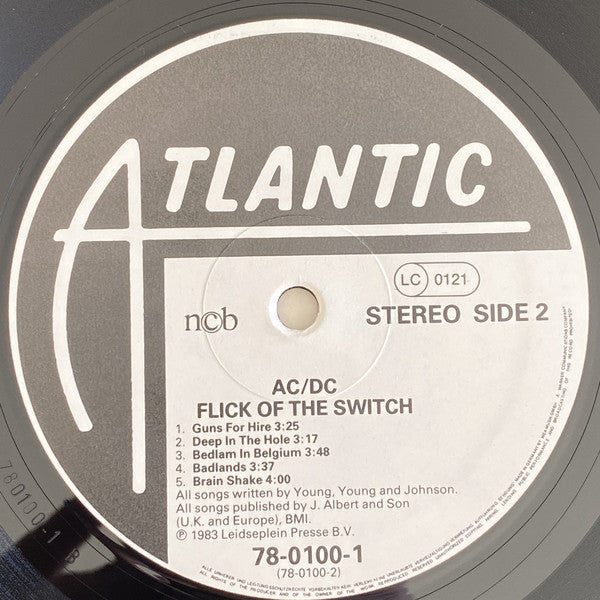 ATLANTIC
LC 0121
ncb
STEREO SIDE 2
AC/DC
FLICK OF THE SWITCH
1. Guns For Hire 3:25
2. Deep In The Hole 3:17
3. Bedlam In Belgium 3:48
4. Badlands 3:37
5. Brain Shake 4:00
All songs written by Young, Young and Johnson.
All songs published by J. Albert and Son
(U.K. and Europe), BMI.
Ⓟ 1983 Leidseplein Presse B.V.
78-0100-1
(78-0100-2)
780100-1 B